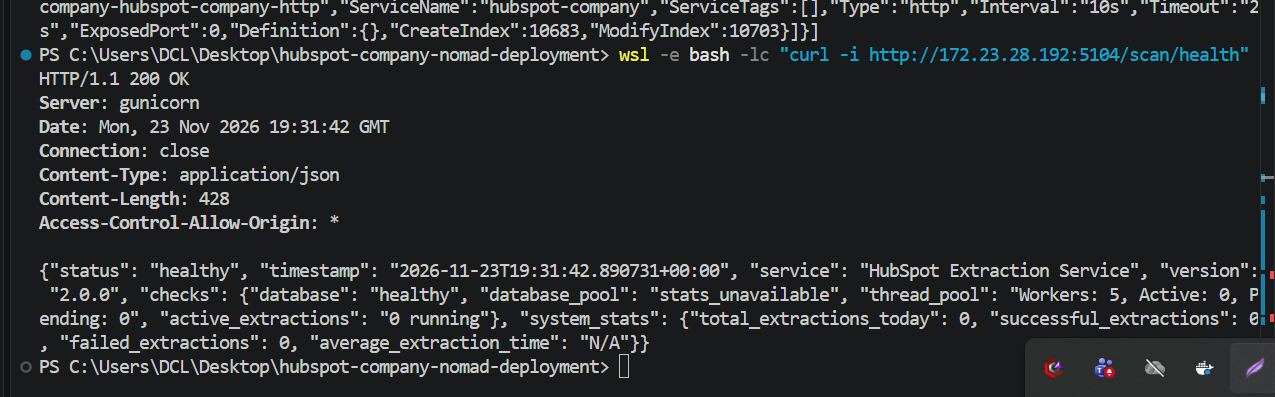 company-hubspot-company-http","ServiceName":"hubspot-company","ServiceTags":[],"Type":"http","Interval":"10s","Timeout":"2
s","ExposedPort":0,"Definition":{},"CreateIndex":10683,"ModifyIndex":10703}]}]
PS C:\Users\DCL\Desktop\hubspot-company-nomad-deployment> wsl -e bash -lc "curl -i http://172.23.28.192:5104/scan/health"
HTTP/1.1 200 OK
Server: gunicorn
Date: Mon, 23 Nov 2026 19:31:42 GMT
Connection: close
Content-Type: application/json
Content-Length: 428
Access-Control-Allow-Origin: *
{"status": "healthy", "timestamp": "2026-11-23T19:31:42.890731+00:00", "service": "HubSpot Extraction Service", "version":
"2.0.0", "checks": {"database": "healthy", "database_pool": "stats_unavailable", "thread_pool": "Workers: 5, Active: 0, P
ending: 0", "active_extractions": "0 running"}, "system_stats": {"total_extractions_today": 0, "successful_extractions": 0
, "failed_extractions": 0, "average_extraction_time": "N/A"}}
PS C:\Users\DCL\Desktop\hubspot-company-nomad-deployment>